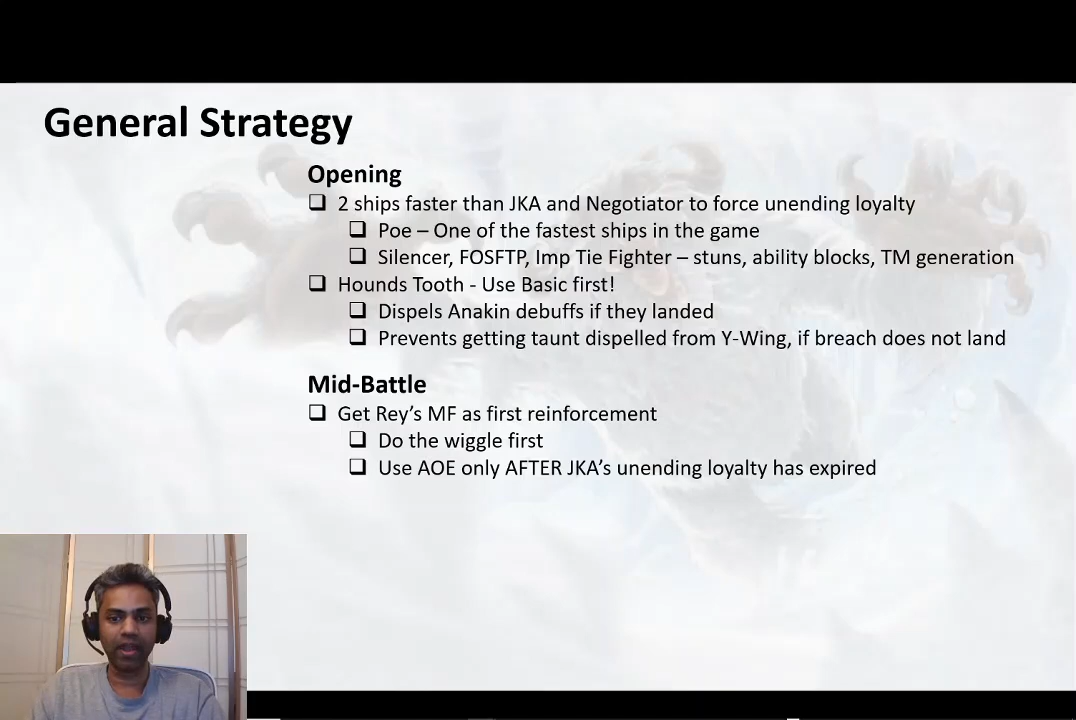 General Strategy
Opening
2 ships faster than JKA and Negotiator to force unending loyalty
Poe – One of the fastest ships in the game
Silencer, FOSFTP, Imp Tie Fighter – stuns, ability blocks, TM generation
Hounds Tooth - Use Basic first!
Dispels Anakin debuffs if they landed
Prevents getting taunt dispelled from Y-Wing, if breach does not land
Mid-Battle
Get Rey's MF as first reinforcement
Do the wiggle first
Use AOE only AFTER JKA's unending loyalty has expired